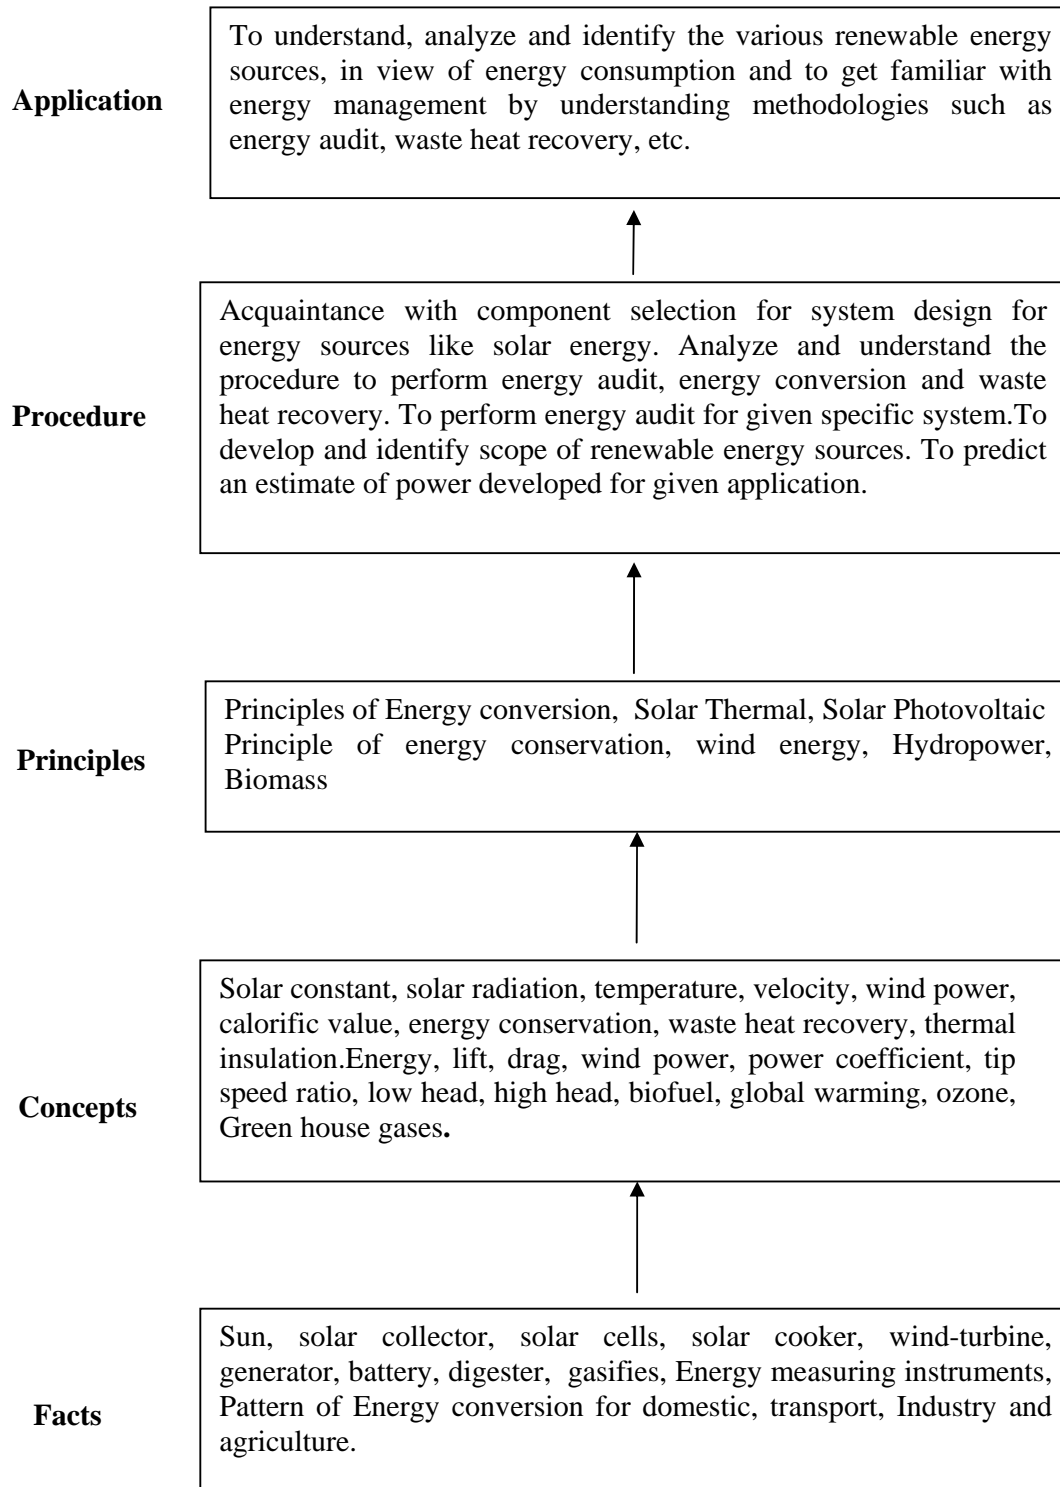 Application
To understand, analyze and identify the various renewable energy
sources, in view of energy consumption and to get familiar with
energy management by understanding methodologies such as
energy audit, waste heat recovery, etc.
Procedure
Acquaintance with component selection for system design for
energy sources like solar energy. Analyze and understand the
procedure to perform energy audit, energy conversion and waste
heat recovery. To perform energy audit for given specific system.To
develop and identify scope of renewable energy sources. To predict
an estimate of power developed for given application.
Principles
Principles of Energy conversion, Solar Thermal, Solar Photovoltaic
Principle of energy conservation, wind energy, Hydropower,
Biomass
Concepts
Solar constant, solar radiation, temperature, velocity, wind power,
calorific value, energy conservation, waste heat recovery, thermal
insulation.Energy, lift, drag, wind power, power coefficient, tip
speed ratio, low head, high head, biofuel, global warming, ozone,
Green house gases.
Facts
Sun, solar collector, solar cells, solar cooker, wind-turbine,
generator, battery, digester, gasifies, Energy measuring instruments,
Pattern of Energy conversion for domestic, transport, Industry and
agriculture.